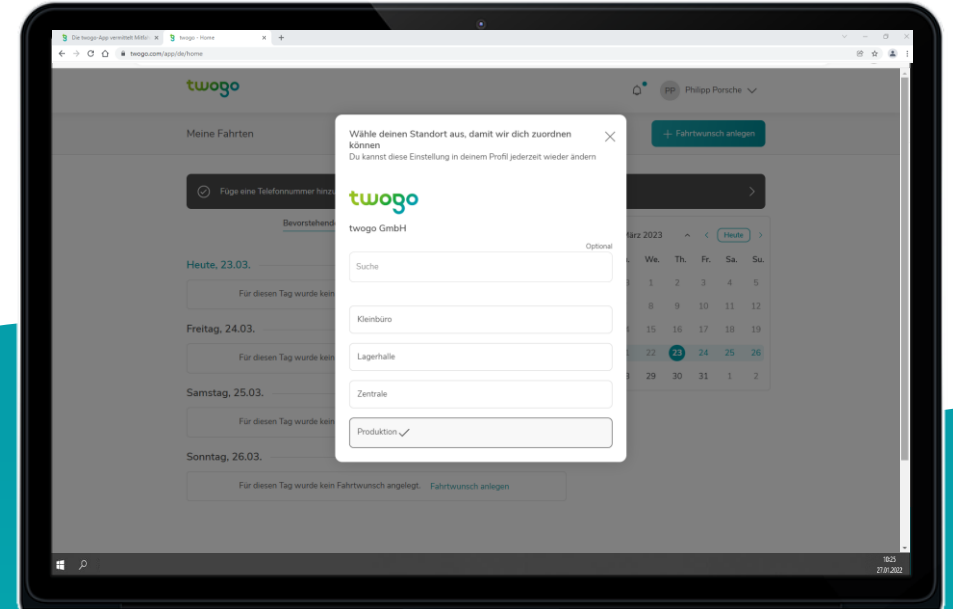 Die twogo-App vermittelt Mitfa
twogo - Home
twogo.com/app/de/home
twogo
PP Philipp Porsche
Meine Fahrten
+ Fahrtwunsch anlegen
Füge eine Telefonnummer hinzu
Bevorstehend
Heute, 23.03.
Für diesen Tag wurde kein
Freitag, 24.03.
Für diesen Tag wurde kein
Samstag, 25.03.
Für diesen Tag wurde kein
Sonntag, 26.03.
Für diesen Tag wurde kein Fahrtwunsch angelegt. Fahrtwunsch anlegen
Wähle deinen Standort aus, damit wir dich zuordnen
können
Du kannst diese Einstellung in deinem Profil jederzeit wieder ändern
twogo
twogo GmbH
Optional
Suche
Kleinbüro
Lagerhalle
Zentrale
Produktion
März 2023 Heute
We. Th. Fr. Sa. Su.
1 2 3 4 5
8 9 10 11 12
15 16 17 18 19
22 23 24 25 26
29 30 31 1 2
10:25
27.01.2022